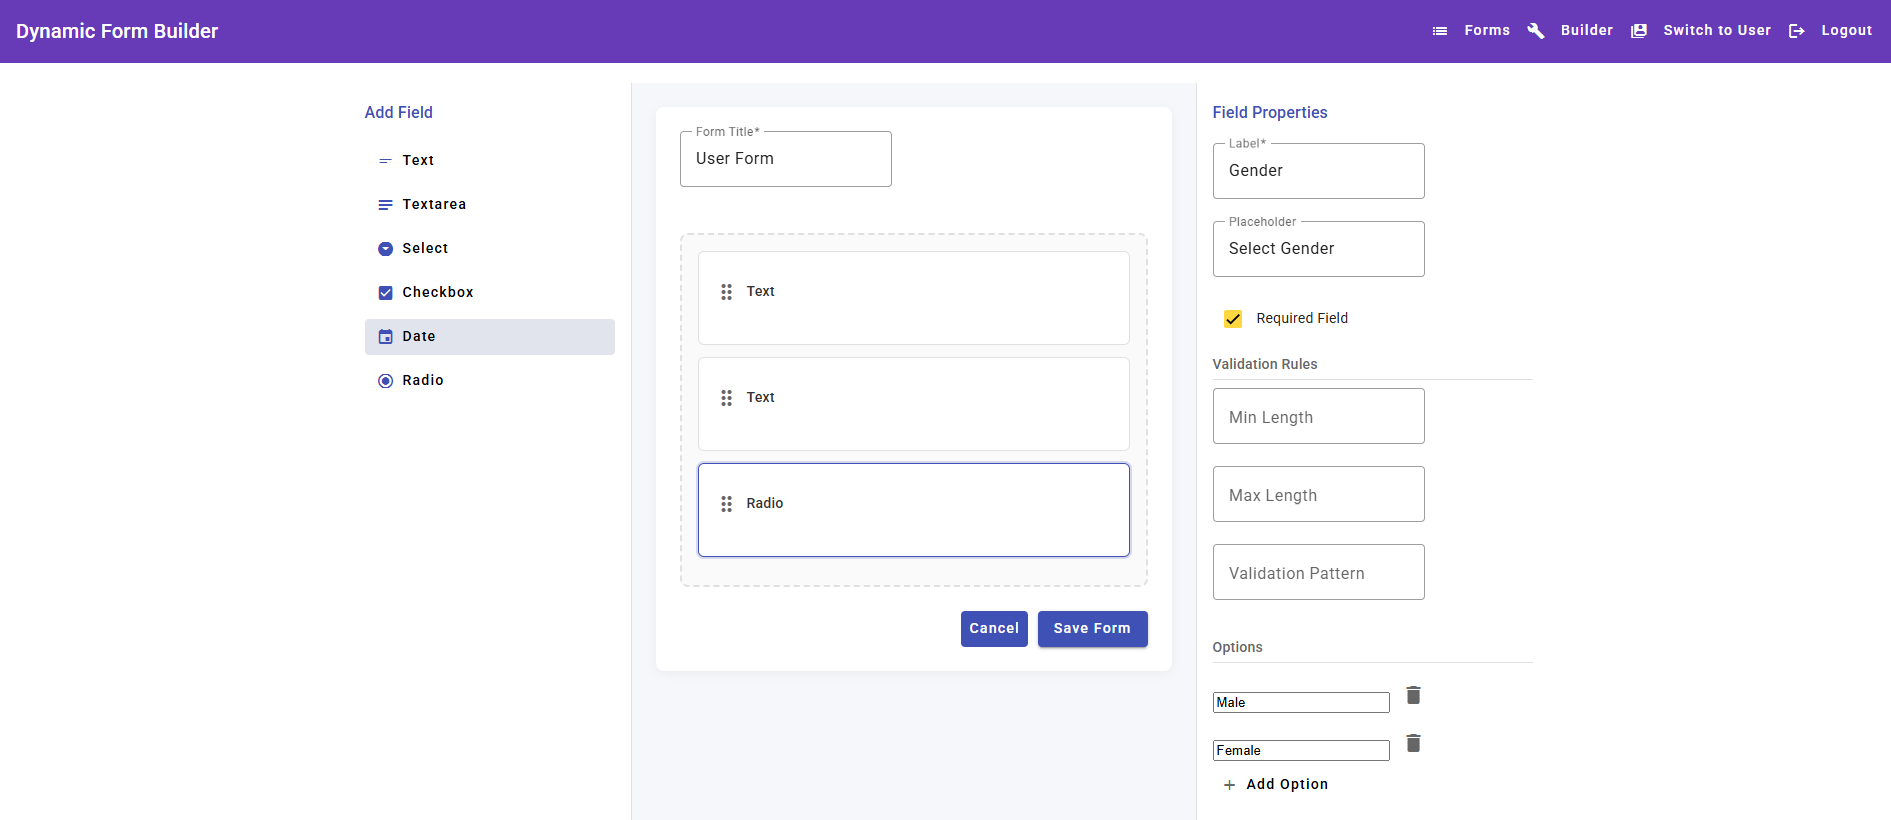 Dynamic Form Builder
Forms
Builder
Switch to User
Logout
Add Field
Text
Textarea
Select
Checkbox
Date
Radio
Form Title*
User Form
Text
Text
Radio
Cancel
Save Form
Field Properties
Label*
Gender
Placeholder
Select Gender
Required Field
Validation Rules
Min Length
Max Length
Validation Pattern
Options
Male
Female
Add Option